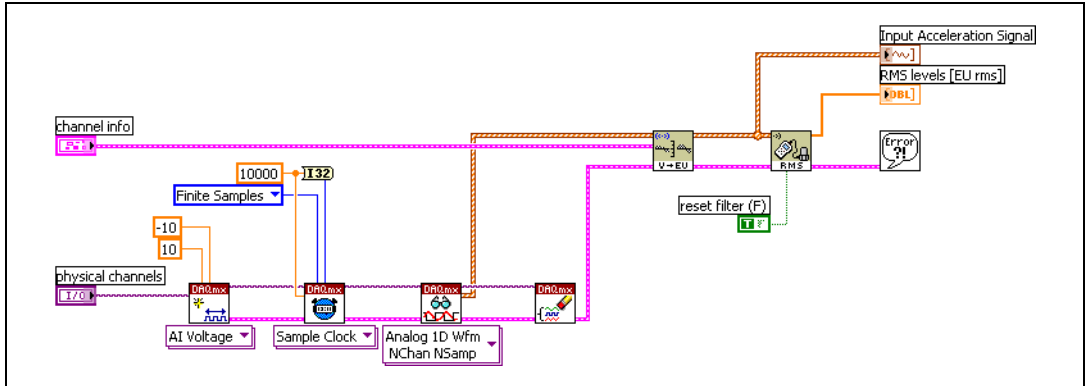 Input Acceleration Signal
RMS levels [EU rms]
DBL
channel info
V→EU
RMS
Error
?!
10000
I32
Finite Samples
reset filter (F)
T F
-10
10
physical channels
I/O
DAQmx
DAQmx
DAQmx
DAQmx
AI Voltage
Sample Clock
Analog 1D Wfm
NChan NSamp